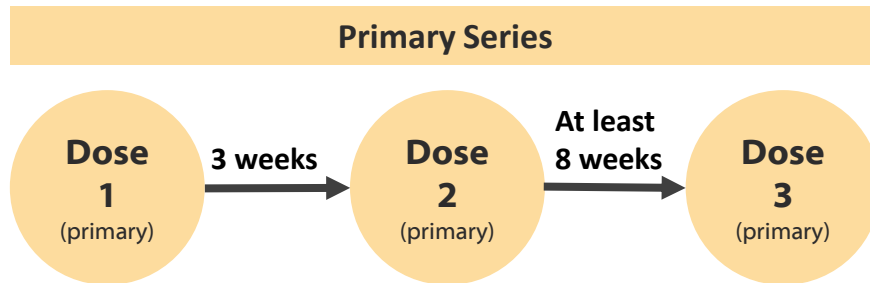 Primary Series
Dose
1
(primary)
3 weeks
Dose
2
(primary)
At least
8 weeks
Dose
3
(primary)